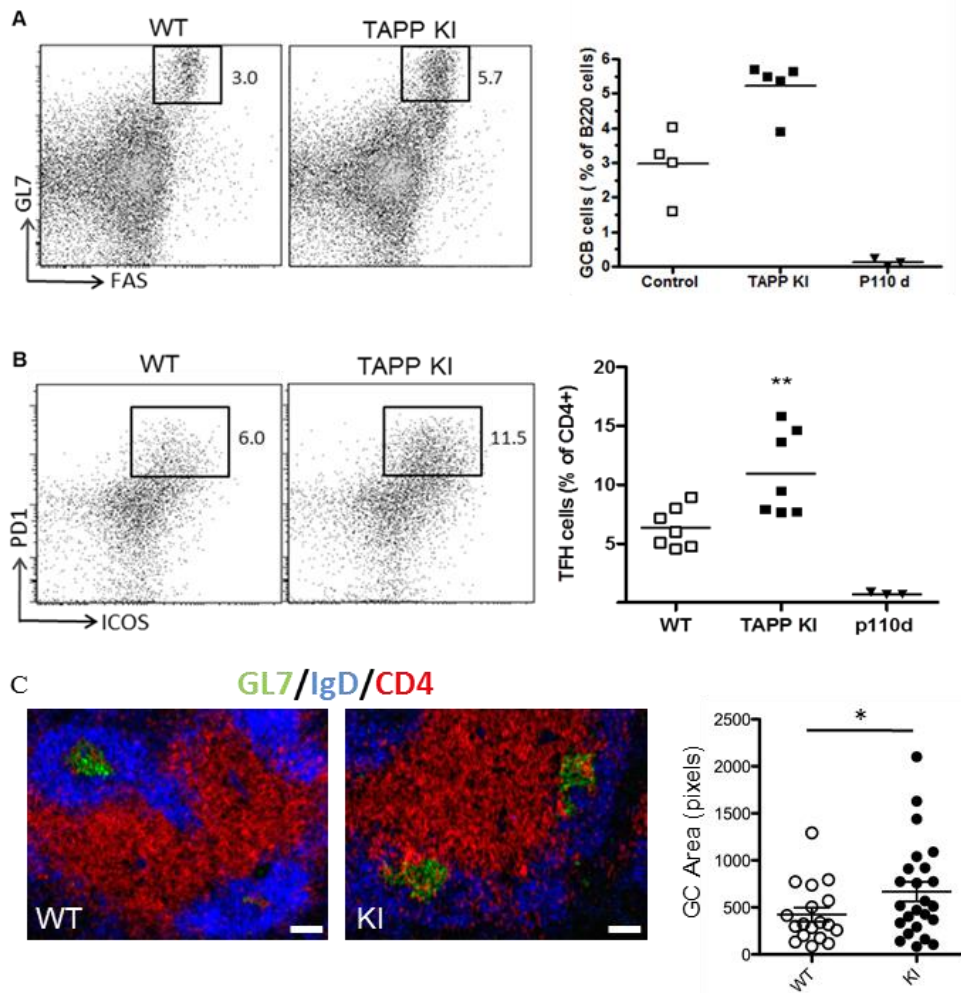 A
WT
TAPP KI
3.0
5.7
GL7
FAS
GCB cells ( % of B220 cells)
6
5
4
3
2
1
0
Control
TAPP KI
P110 d
B
WT
TAPP KI
6.0
11.5
PD1
ICOS
TFH cells (% of CD4+)
20
15
10
5
**
WT
TAPP KI
p110d
C
GL7/IgD/CD4
WT
KI
GC Area (pixels)
2500
2000
1500
1000
500
0
*
WT
KI